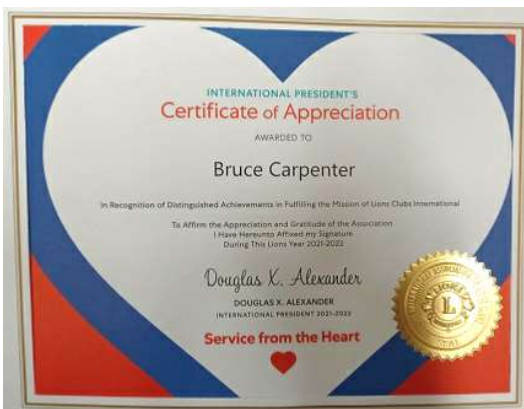 INTERNATIONAL PRESIDENT'S
Certificate of Appreciation
AWARDED TO
Bruce Carpenter
In Recognition of Distinguished Achievements in Fulfilling the Mission of Lions Clubs International
To Affirm the Appreciation and Gratitude of the Association
I Have Hereunto Affixed my Signature
During This Lions Year 2021-2022
Douglas X. Alexander
DOUGLAS X. ALEXANDER
INTERNATIONAL PRESIDENT 2021-2022
Service from the Heart
LIONS
L